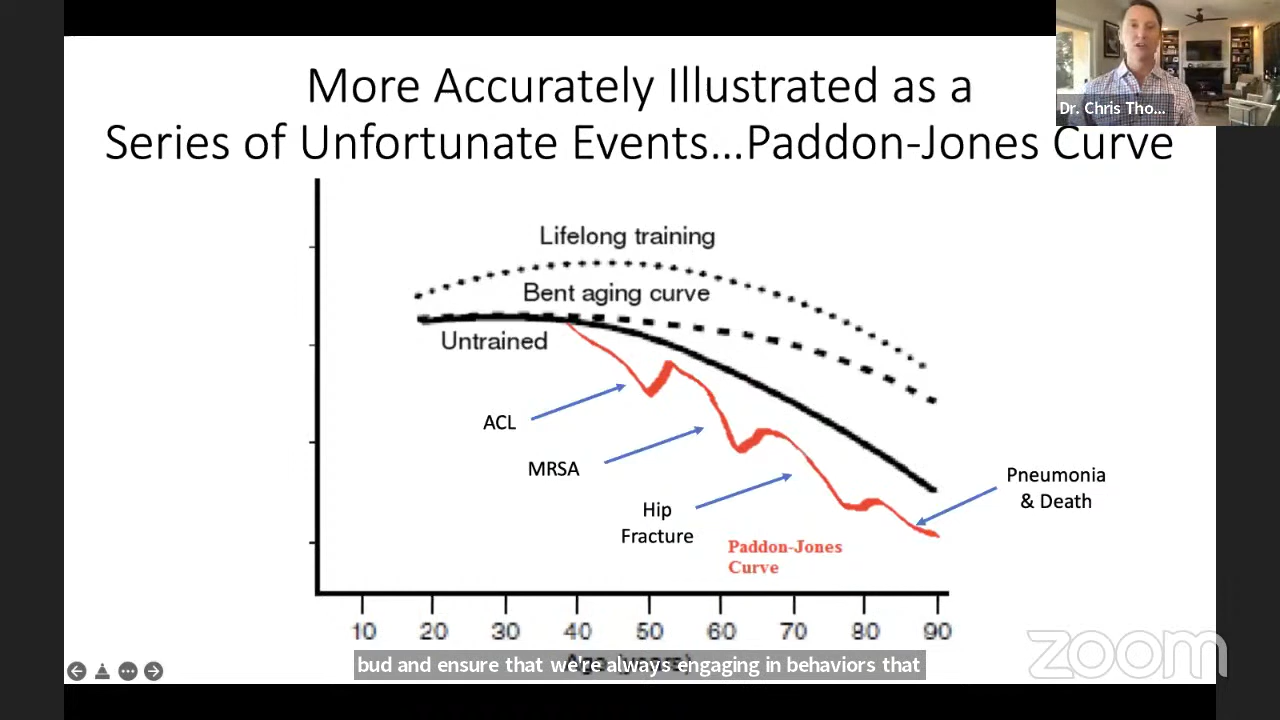 More Accurately Illustrated as a
Series of Unfortunate Events...Paddon-Jones Curve
Dr. Chris Tho...
Lifelong training
Bent aging curve
Untrained
ACL
MRSA
Hip
Fracture
Pneumonia
& Death
Paddon-Jones
Curve
10 20 30 40 50 60 70 80 90
bud and ensure that we're always engaging in behaviors that
zoom